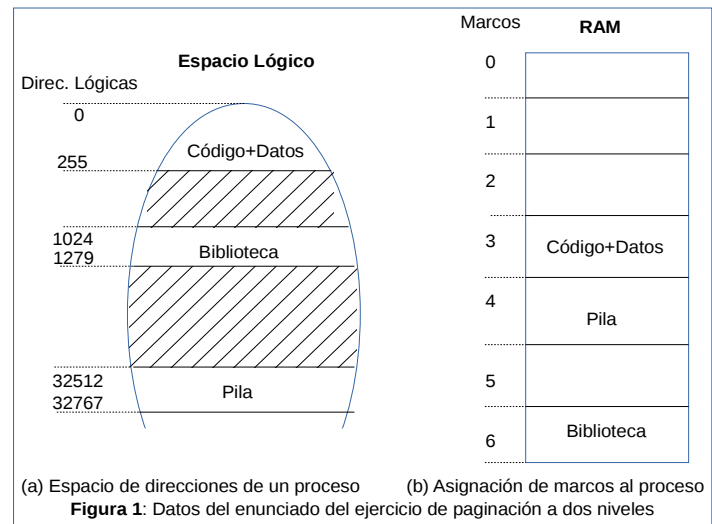 Espacio Lógico
Direc. Lógicas
0
Código+Datos
255
1024
1279
Biblioteca
32512
32767
Pila
(a) Espacio de direcciones de un proceso
Marcos
RAM
0
1
2
3
Código+Datos
4
Pila
5
6
Biblioteca
(b) Asignación de marcos al proceso
Figura 1: Datos del enunciado del ejercicio de paginación a dos niveles